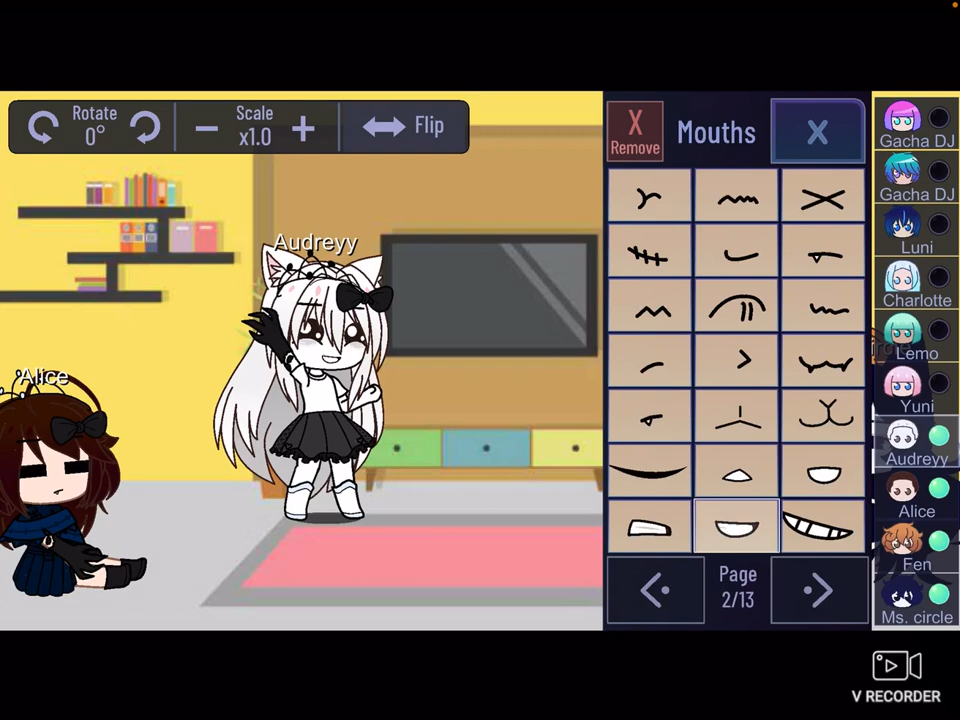 Rotate
0°
Scale
x1.0
Flip
X
Remove
Mouths
X
Gacha DJ
Gacha DJ
Luni
Charlotte
Lemo
Yuni
Audreyy
Alice
Fen
Ms. circle
Audreyy
Alice
Page
2/13
V RECORDER